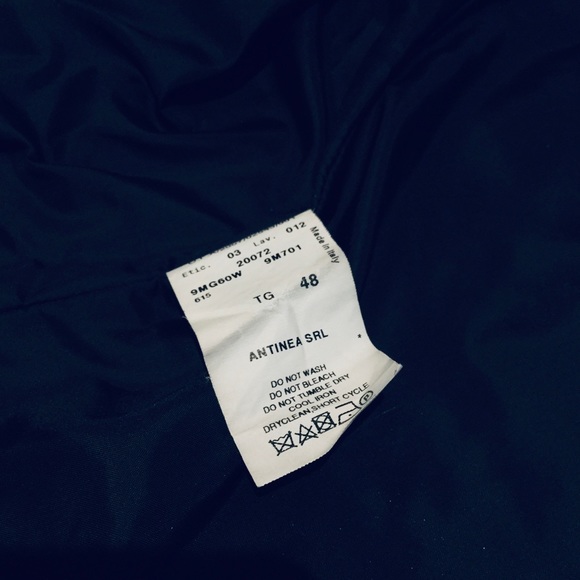 Etic. 03 Lav. 012
20072
9MG60W 9M701
615
Made in Italy
TG 48
ANTINEA SRL
*
DO NOT WASH
DO NOT BLEACH
DO NOT TUMBLE DRY
COOL IRON
DRYCLEAN,SHORT CYCLE
P